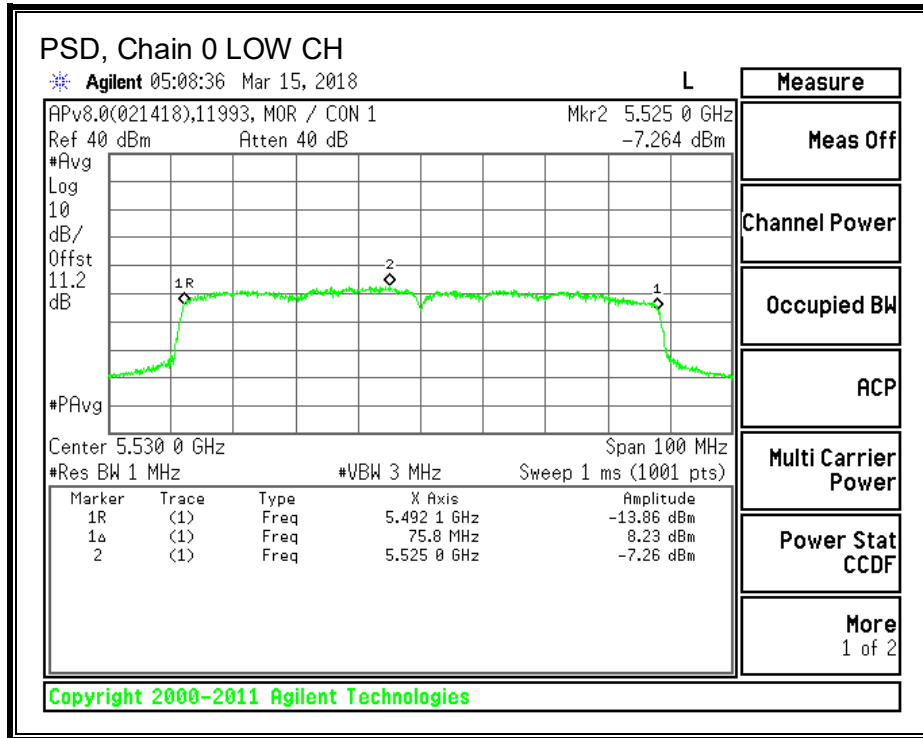 PSD, Chain 0 LOW CH
Agilent 05:08:36 Mar 15, 2018 L
Measure
APv8.0(021418),11993, MOR / CON 1 Mkr2 5.525 0 GHz
Ref 40 dBm Atten 40 dB -7.264 dBm
Meas Off
#Avg
Log
10
dB/
Offst
11.2
dB
1R
2
1
Channel Power
Occupied BW
ACP
#PAvg
Center 5.530 0 GHz Span 100 MHz
#Res BW 1 MHz #VBW 3 MHz Sweep 1 ms (1001 pts)
Multi Carrier
Power
Marker Trace Type X Axis Amplitude
1R (1) Freq 5.492 1 GHz -13.86 dBm
1Δ (1) Freq 75.8 MHz 8.23 dBm
2 (1) Freq 5.525 0 GHz -7.26 dBm
Power Stat
CCDF
More
1 of 2
Copyright 2000-2011 Agilent Technologies